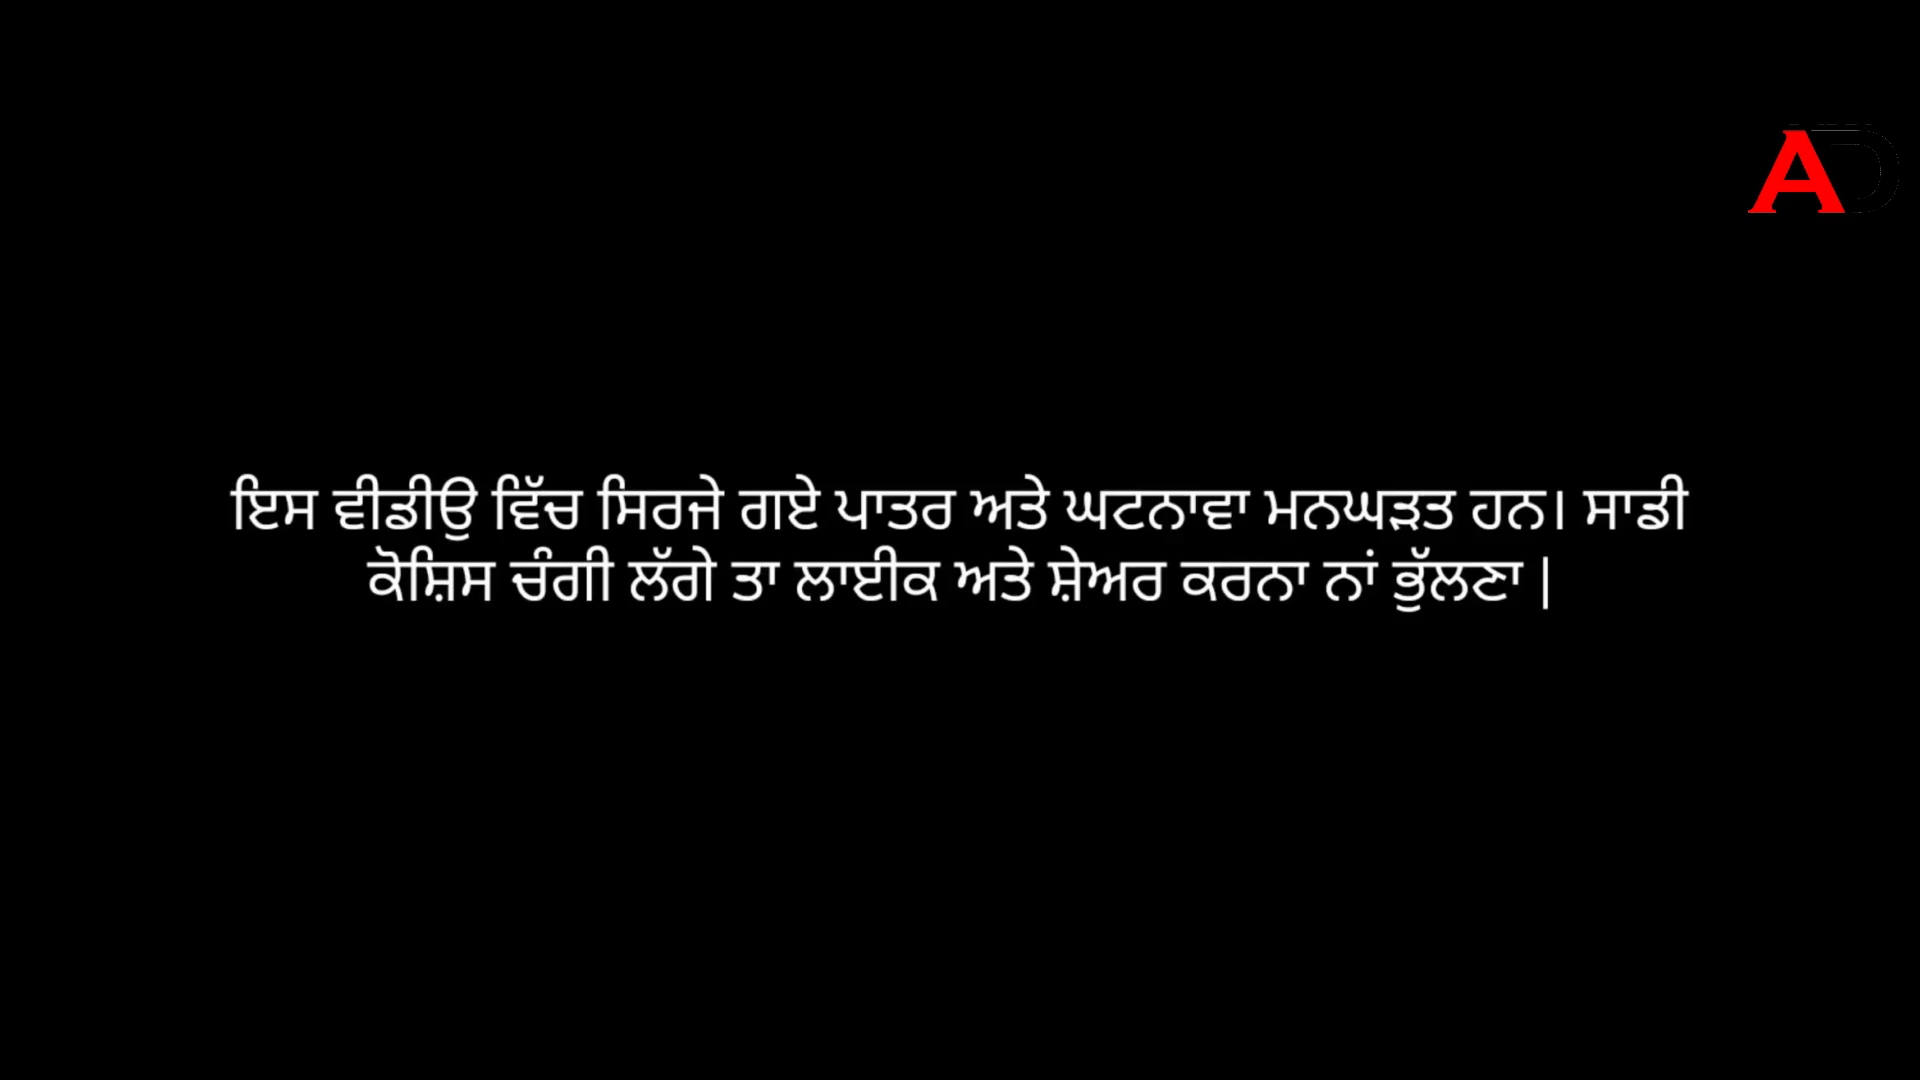 AD
ਇਸ ਵੀਡੀਉ ਵਿੱਚ ਸਿਰਜੇ ਗਏ ਪਾਤਰ ਅਤੇ ਘਟਨਾਵਾ ਮਨਘੜਤ ਹਨ। ਸਾਡੀ
ਕੋਸ਼ਿਸ ਚੰਗੀ ਲੱਗੇ ਤਾ ਲਾਈਕ ਅਤੇ ਸ਼ੇਅਰ ਕਰਨਾ ਨਾਂ ਭੁੱਲਣਾ |